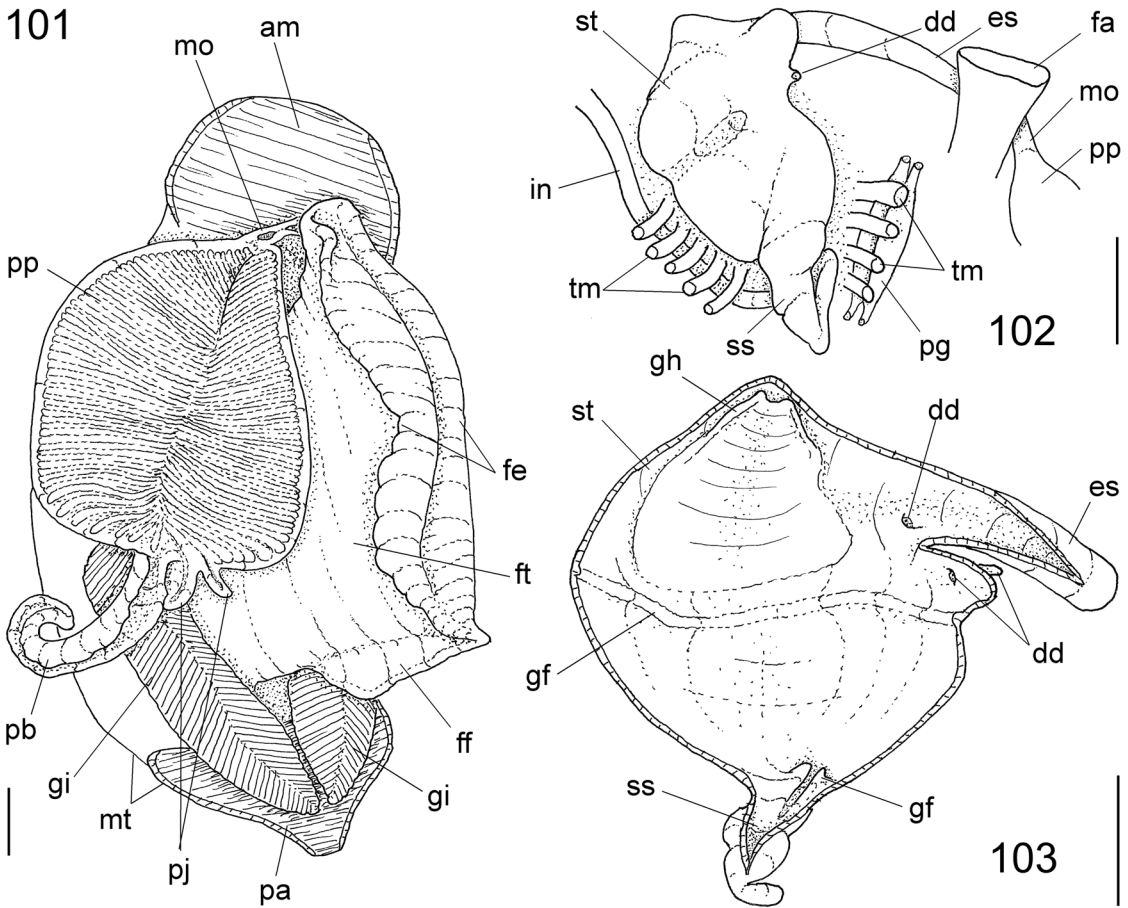 101
mo
am
pp
fe
ft
pb
gi
mt
pj
pa
ff
gi
st
dd
es
fa
mo
pp
in
tm
tm
ss
pg
102
gh
st
dd
es
gf
dd
ss
gf
103